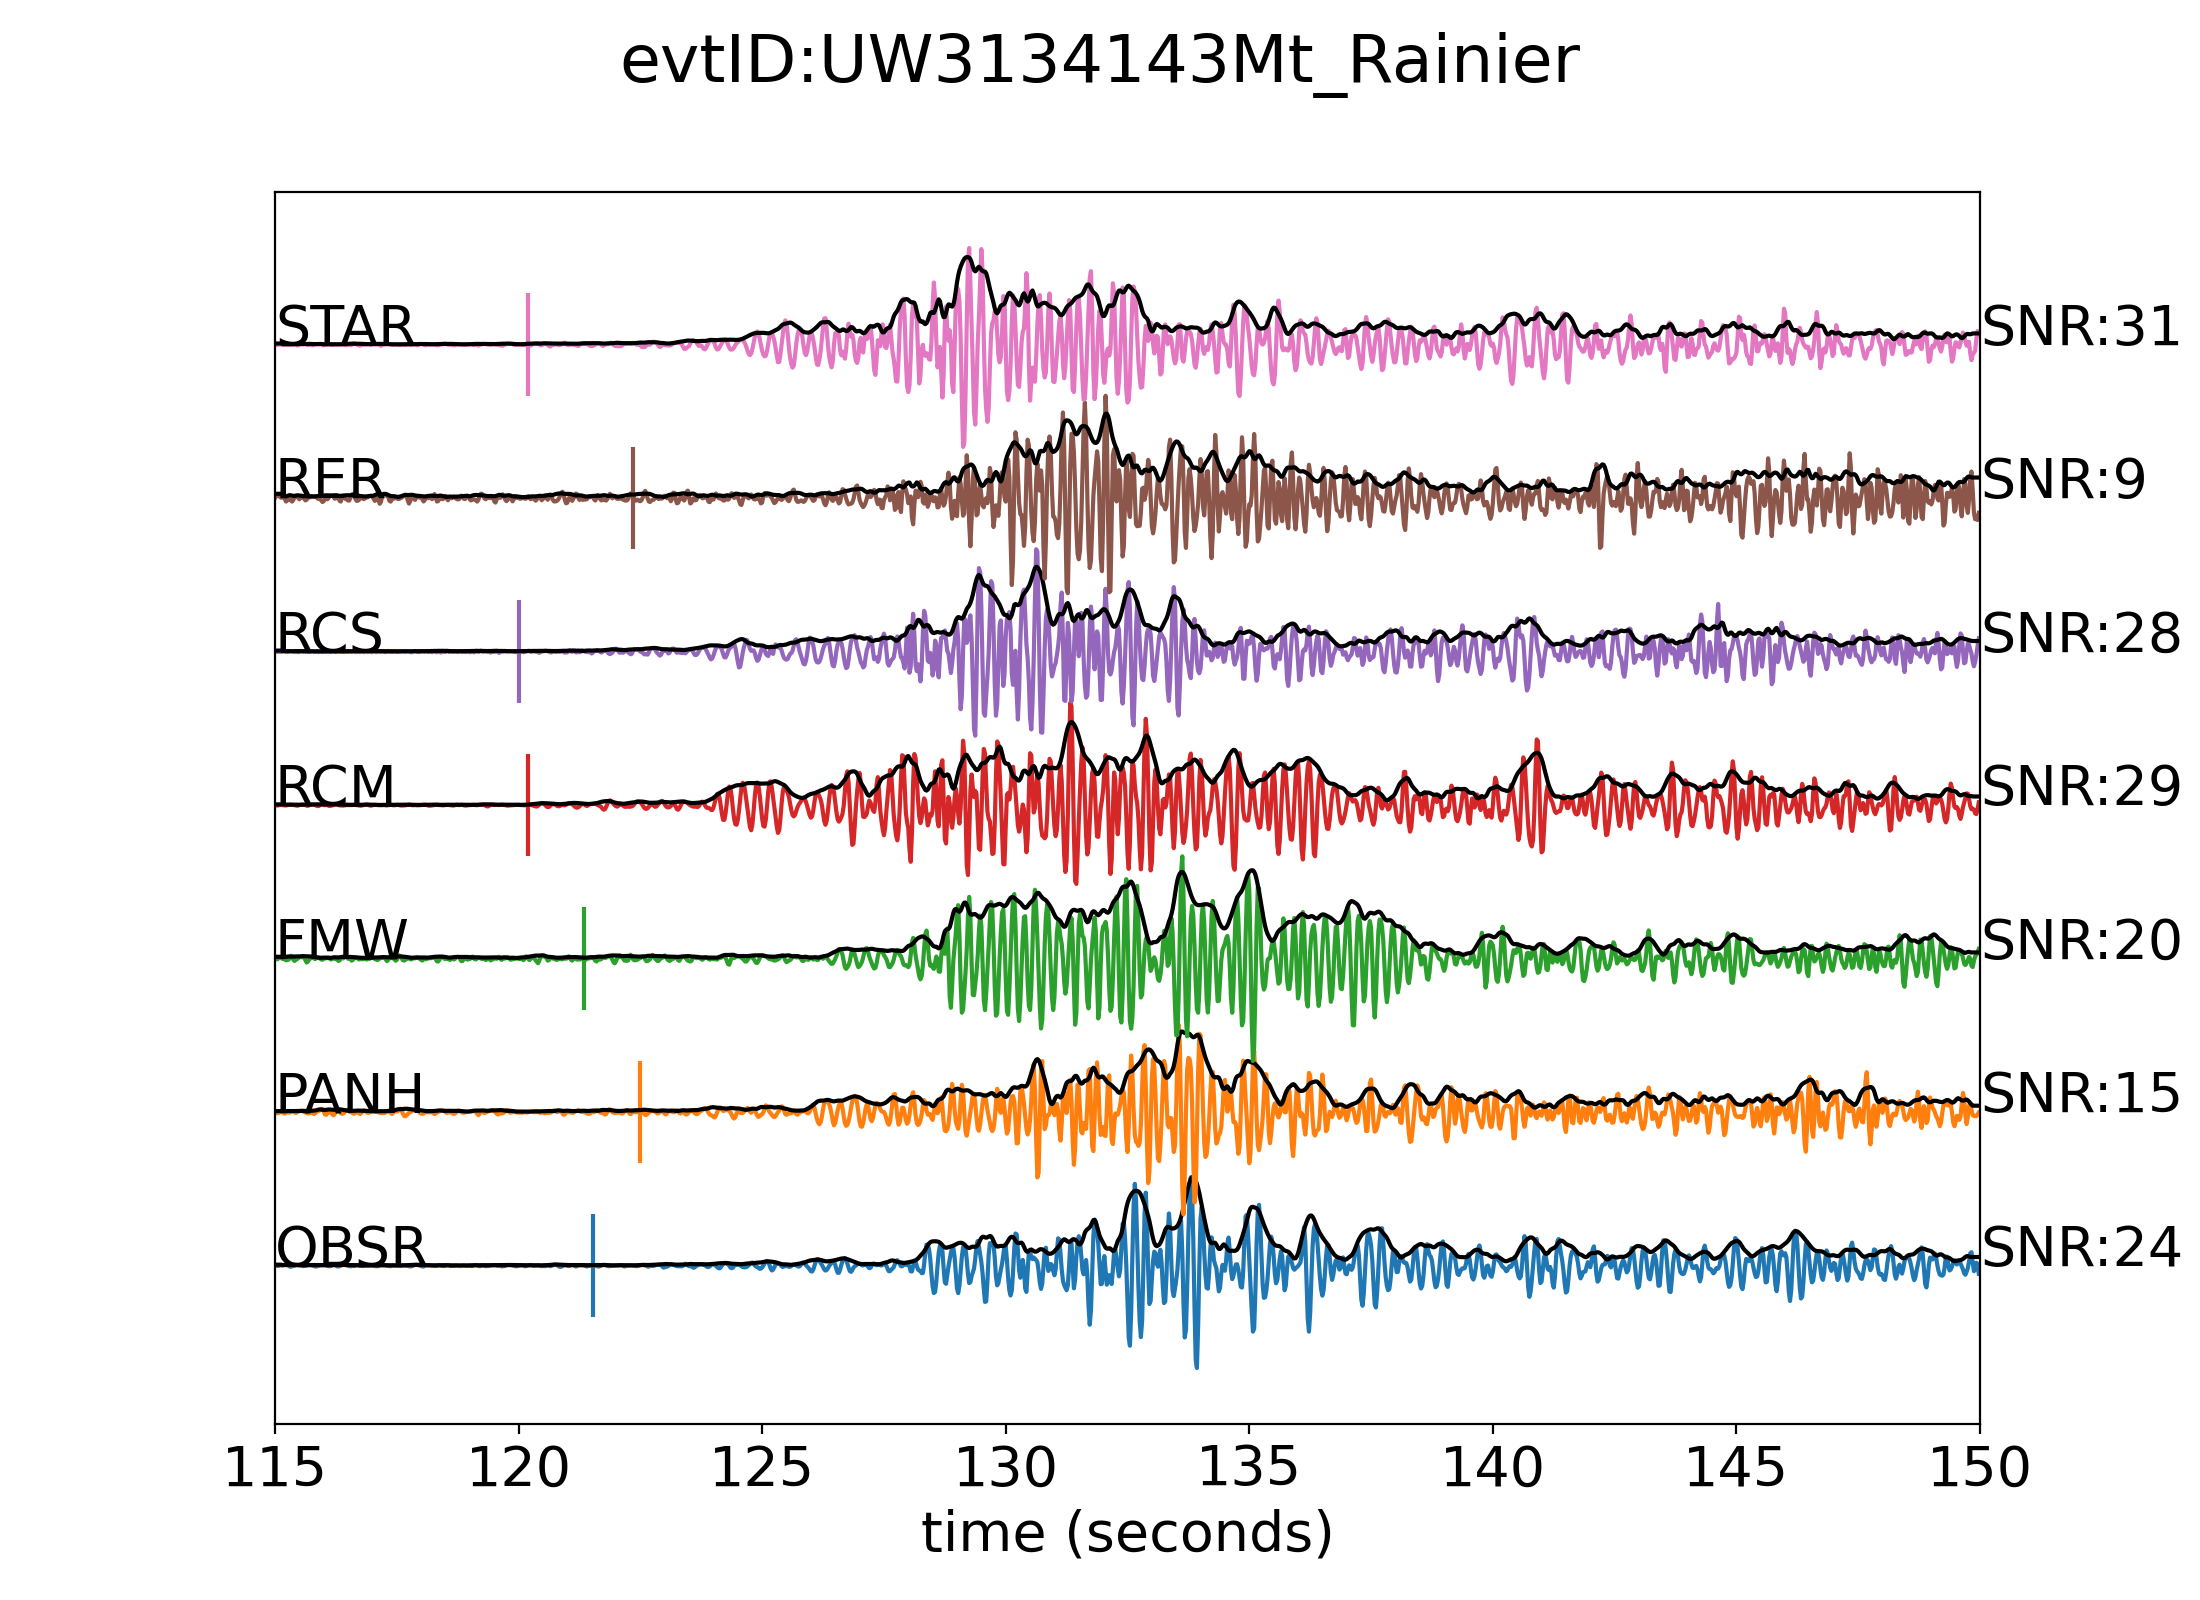 evtID:UW3134143Mt_Rainier
STAR SNR:31
RER SNR:9
RCS SNR:28
RCM SNR:29
FMW SNR:20
PANH SNR:15
OBSR SNR:24
115 120 125 130 135 140 145 150
time (seconds)